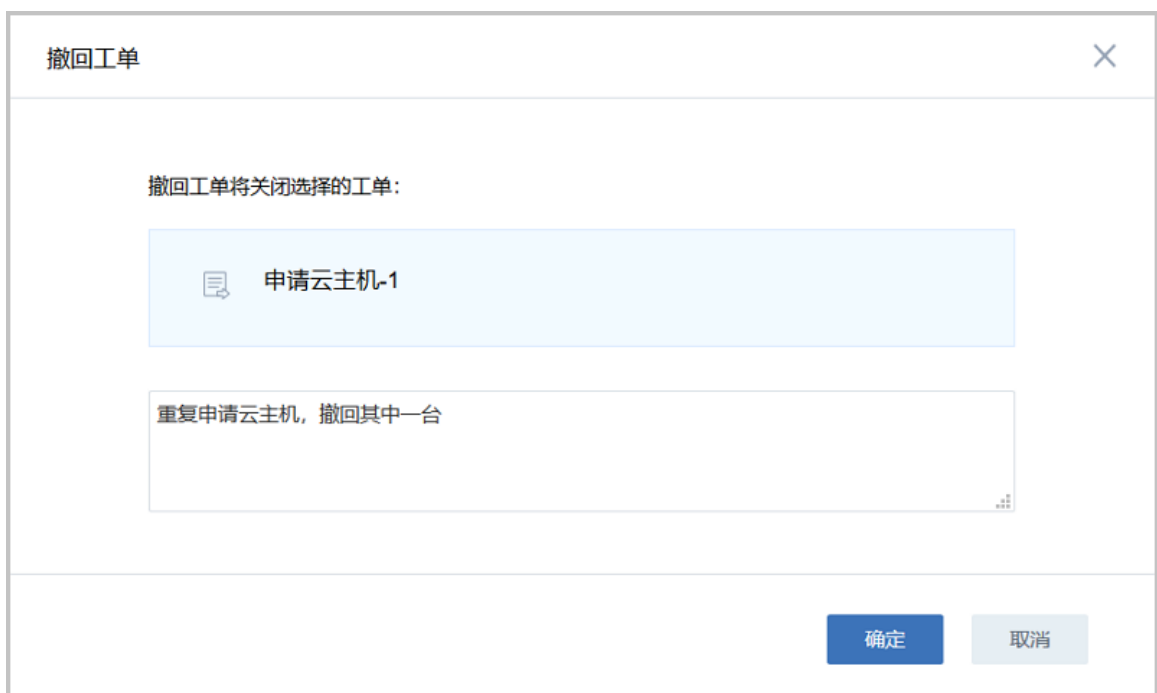 撤回工单
撤回工单将关闭选择的工单：
申请云主机-1
重复申请云主机，撤回其中一台
确定
取消